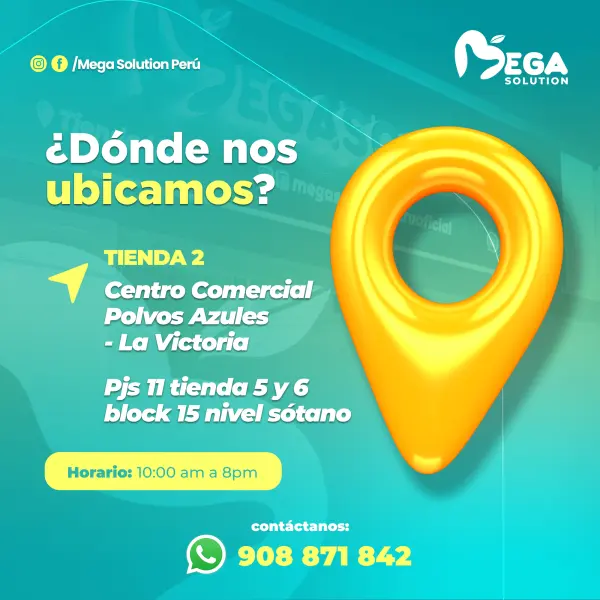 /Mega Solution Perú
MEGA
SOLUTION
¿Dónde nos
ubicamos?
TIENDA 2
Centro Comercial
Polvos Azules
- La Victoria
Pjs 11 tienda 5 y 6
block 15 nivel sótano
Horario: 10:00 am a 8pm
contáctanos:
908 871 842